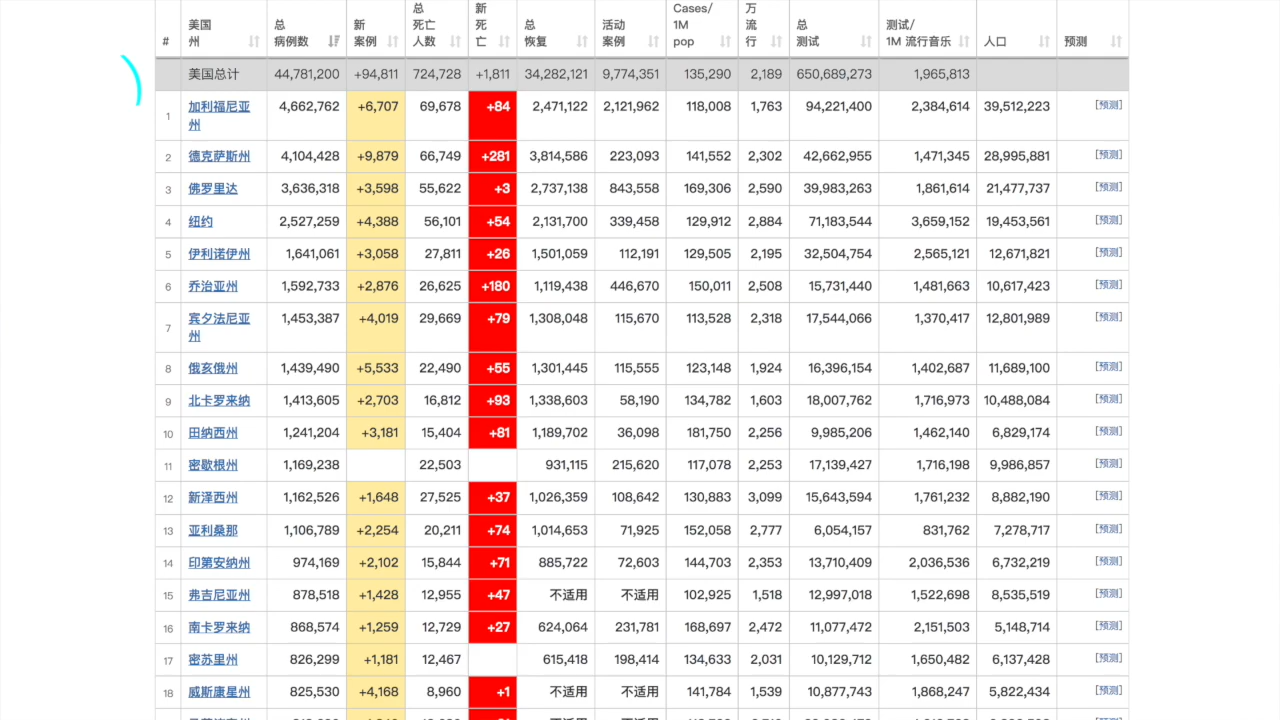 # 美国州 总病例数 新案例 总死亡人数 新死亡 总恢复 活动案例 Cases/1M pop 万流行 总测试 测试/1M 流行音乐 人口 预测
美国总计 44,781,200 +94,811 724,728 +1,811 34,282,121 9,774,351 135,290 2,189 650,689,273 1,965,813
1 加利福尼亚州 4,662,762 +6,707 69,678 +84 2,471,122 2,121,962 118,008 1,763 94,221,400 2,384,614 39,512,223 [预测]
2 德克萨斯州 4,104,428 +9,879 66,749 +281 3,814,586 223,093 141,552 2,302 42,662,955 1,471,345 28,995,881 [预测]
3 佛罗里达 3,636,318 +3,598 55,622 +3 2,737,138 843,558 169,306 2,590 39,983,263 1,861,614 21,477,737 [预测]
4 纽约 2,527,259 +4,388 56,101 +54 2,131,700 339,458 129,912 2,884 71,183,544 3,659,152 19,453,561 [预测]
5 伊利诺伊州 1,641,061 +3,058 27,811 +26 1,501,059 112,191 129,505 2,195 32,504,754 2,565,121 12,671,821 [预测]
6 乔治亚州 1,592,733 +2,876 26,625 +180 1,119,438 446,670 150,011 2,508 15,731,440 1,481,663 10,617,423 [预测]
7 宾夕法尼亚州 1,453,387 +4,019 29,669 +79 1,308,048 115,670 113,528 2,318 17,544,066 1,370,417 12,801,989 [预测]
8 俄亥俄州 1,439,490 +5,533 22,490 +55 1,301,445 115,555 123,148 1,924 16,396,154 1,402,687 11,689,100 [预测]
9 北卡罗来纳 1,413,605 +2,703 16,812 +93 1,338,603 58,190 134,782 1,603 18,007,762 1,716,973 10,488,084 [预测]
10 田纳西州 1,241,204 +3,181 15,404 +81 1,189,702 36,098 181,750 2,256 9,985,206 1,462,140 6,829,174 [预测]
11 密歇根州 1,169,238 22,503 931,115 215,620 117,078 2,253 17,139,427 1,716,198 9,986,857 [预测]
12 新泽西州 1,162,526 +1,648 27,525 +37 1,026,359 108,642 130,883 3,099 15,643,594 1,761,232 8,882,190 [预测]
13 亚利桑那 1,106,789 +2,254 20,211 +74 1,014,653 71,925 152,058 2,777 6,054,157 831,762 7,278,717 [预测]
14 印第安纳州 974,169 +2,102 15,844 +71 885,722 72,603 144,703 2,353 13,710,409 2,036,536 6,732,219 [预测]
15 弗吉尼亚州 878,518 +1,428 12,955 +47 不适用 不适用 102,925 1,518 12,997,018 1,522,698 8,535,519 [预测]
16 南卡罗来纳 868,574 +1,259 12,729 +27 624,064 231,781 168,697 2,472 11,077,472 2,151,503 5,148,714 [预测]
17 密苏里州 826,299 +1,181 12,467 615,418 198,414 134,633 2,031 10,129,712 1,650,482 6,137,428 [预测]
18 威斯康星州 825,530 +4,168 8,960 +1 不适用 不适用 141,784 1,539 10,877,743 1,868,247 5,822,434 [预测]